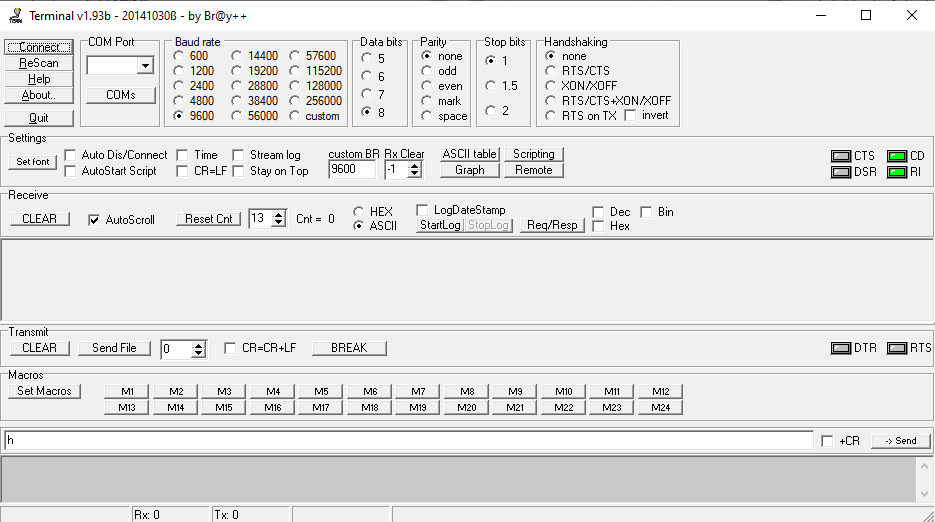 Terminal v1.93b - 20141030ß - by Br@y++
Connect
ReScan
Help
About..
Quit
COM Port
COMs
Baud rate
600 14400 57600
1200 19200 115200
2400 28800 128000
4800 38400 256000
9600 56000 custom
Data bits
5
6
7
8
Parity
none
odd
even
mark
space
Stop bits
1
1.5
2
Handshaking
none
RTS/CTS
XON/XOFF
RTS/CTS+XON/XOFF
RTS on TX invert
Settings
Set font
Auto Dis/Connect Time Stream log
AutoStart Script CR=LF Stay on Top
custom BR Rx Clear
9600 -1
ASCII table Scripting
Graph Remote
CTS CD
DSR RI
Receive
CLEAR AutoScroll Reset Cnt 13 Cnt = 0
HEX
ASCII
LogDateStamp
StartLog StopLog Req/Resp
Dec Bin
Hex
Transmit
CLEAR Send File 0 CR=CR+LF BREAK DTR RTS
Macros
Set Macros
M1 M2 M3 M4 M5 M6 M7 M8 M9 M10 M11 M12
M13 M14 M15 M16 M17 M18 M19 M20 M21 M22 M23 M24
h +CR -> Send
Rx: 0 Tx: 0